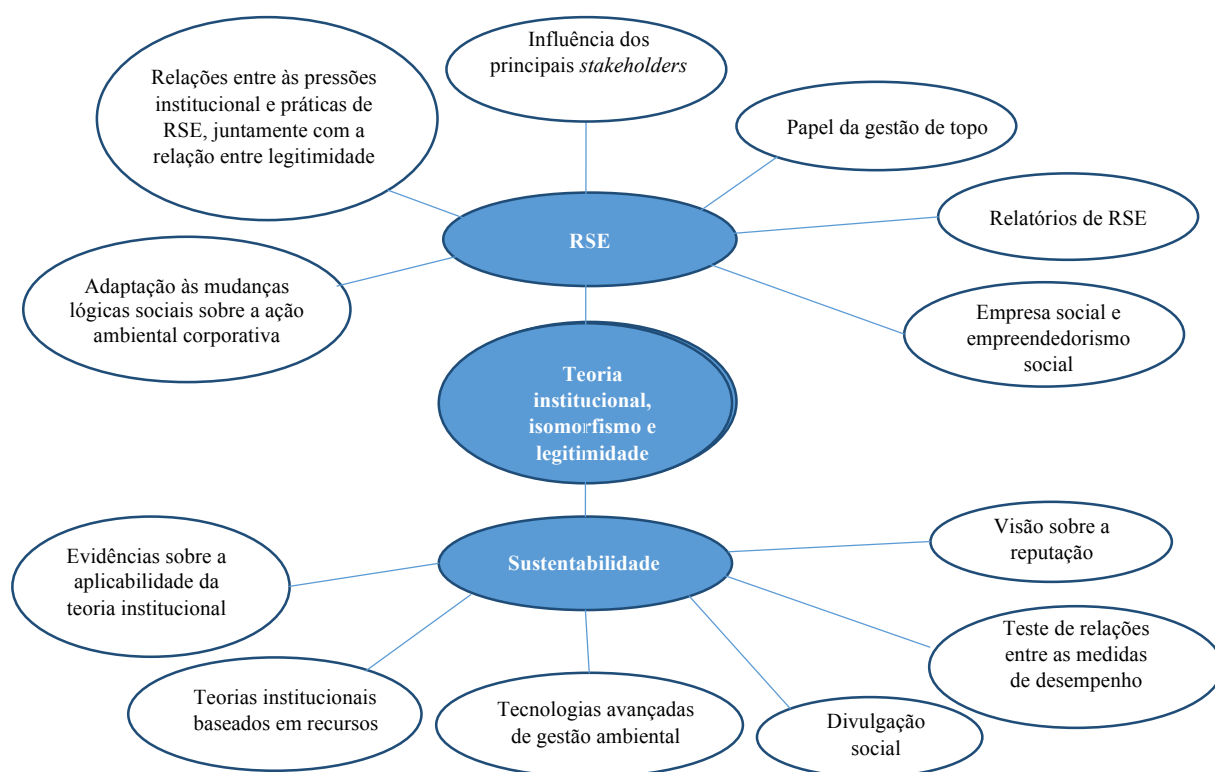 Influência dos
principais stakeholders
Relações entre às pressões
institucional e práticas de
RSE, juntamente com a
relação entre legitimidade
Papel da gestão de topo
Relatórios de RSE
RSE
Adaptação às mudanças
lógicas sociais sobre a ação
ambiental corporativa
Empresa social e
empreendedorismo
social
Teoria
institucional,
isomorfismo e
legitimidade
Visão sobre a
reputação
Sustentabilidade
Evidências sobre a
aplicabilidade da
teoria institucional
Teste de relações
entre as medidas
de desempenho
Teorias institucionais
baseados em recursos
Tecnologias avançadas
de gestão ambiental
Divulgação
social